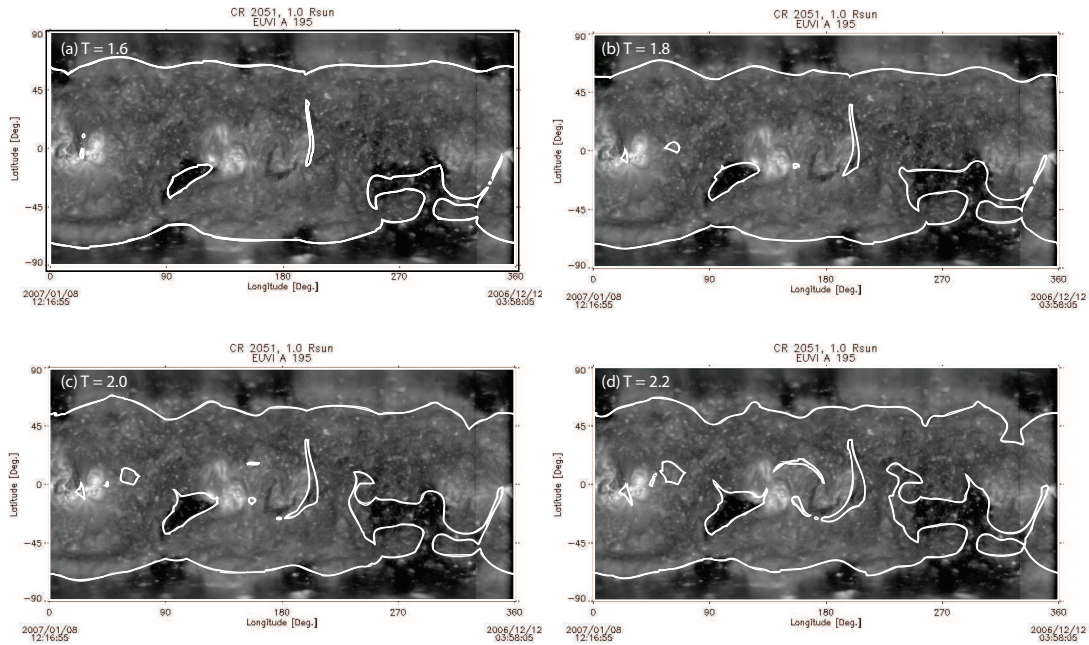 CR 2051, 1.0 Rsun
EUVI A 195
(a) T = 1.6
90
45
0
−45
−90
Latitude [Deg.]
0 90 180 270 360
Longitude [Deg.]
2007/01/08
12:16:55
2006/12/12
03:58:05
CR 2051, 1.0 Rsun
EUVI A 195
(b) T = 1.8
90
45
0
−45
−90
Latitude [Deg.]
0 90 180 270 360
Longitude [Deg.]
2007/01/08
12:16:55
2006/12/12
03:58:05
CR 2051, 1.0 Rsun
EUVI A 195
(c) T = 2.0
90
45
0
−45
−90
Latitude [Deg.]
0 90 180 270 360
Longitude [Deg.]
2007/01/08
12:16:55
2006/12/12
03:58:05
CR 2051, 1.0 Rsun
EUVI A 195
(d) T = 2.2
90
45
0
−45
−90
Latitude [Deg.]
0 90 180 270 360
Longitude [Deg.]
2007/01/08
12:16:55
2006/12/12
03:58:05